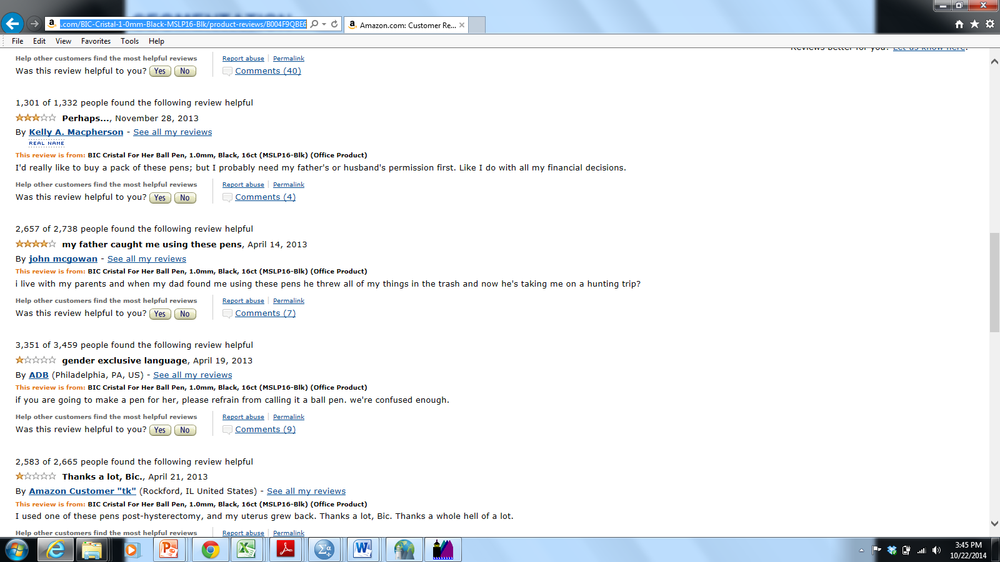 SEGMENTATION
.com/BIC-Cristal-1-0mm-Black-MSLP16-Blk/product-reviews/B004F9QBE6
Amazon.com: Customer Re...
File Edit View Favorites Tools Help
Reviews better for you? Let us know here.
Help other customers find the most helpful reviews Report abuse | Permalink
Was this review helpful to you? Yes No Comments (40)
1,301 of 1,332 people found the following review helpful
Perhaps..., November 28, 2013
By Kelly A. Macpherson - See all my reviews
REAL NAME
This review is from: BIC Cristal For Her Ball Pen, 1.0mm, Black, 16ct (MSLP16-Blk) (Office Product)
I'd really like to buy a pack of these pens; but I probably need my father's or husband's permission first. Like I do with all my financial decisions.
Help other customers find the most helpful reviews Report abuse | Permalink
Was this review helpful to you? Yes No Comments (4)
2,657 of 2,738 people found the following review helpful
my father caught me using these pens, April 14, 2013
By john mcgowan - See all my reviews
This review is from: BIC Cristal For Her Ball Pen, 1.0mm, Black, 16ct (MSLP16-Blk) (Office Product)
i live with my parents and when my dad found me using these pens he threw all of my things in the trash and now he's taking me on a hunting trip?
Help other customers find the most helpful reviews Report abuse | Permalink
Was this review helpful to you? Yes No Comments (7)
3,351 of 3,459 people found the following review helpful
gender exclusive language, April 19, 2013
By ADB (Philadelphia, PA, US) - See all my reviews
This review is from: BIC Cristal For Her Ball Pen, 1.0mm, Black, 16ct (MSLP16-Blk) (Office Product)
if you are going to make a pen for her, please refrain from calling it a ball pen. we're confused enough.
Help other customers find the most helpful reviews Report abuse | Permalink
Was this review helpful to you? Yes No Comments (9)
2,583 of 2,665 people found the following review helpful
Thanks a lot, Bic., April 21, 2013
By Amazon Customer "tk" (Rockford, IL United States) - See all my reviews
This review is from: BIC Cristal For Her Ball Pen, 1.0mm, Black, 16ct (MSLP16-Blk) (Office Product)
I used one of these pens post-hysterectomy, and my uterus grew back. Thanks a lot, Bic. Thanks a whole hell of a lot.
Help other customers find the most helpful reviews Report abuse | Permalink
3:45 PM
10/22/2014